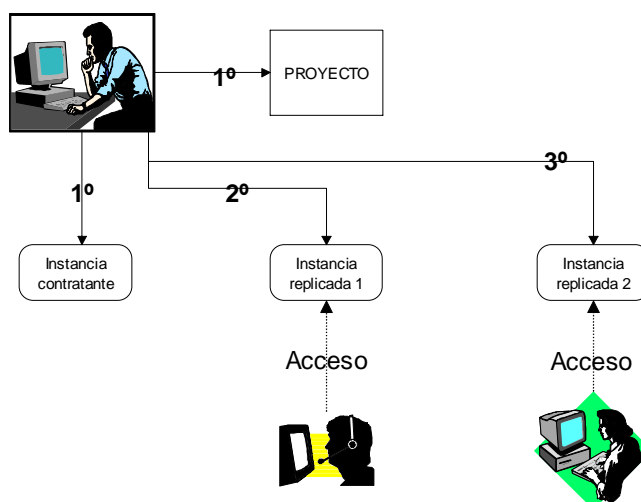 1º
PROYECTO
1º
2º
3º
Instancia
contratante
Instancia
replicada 1
Instancia
replicada 2
Acceso
Acceso